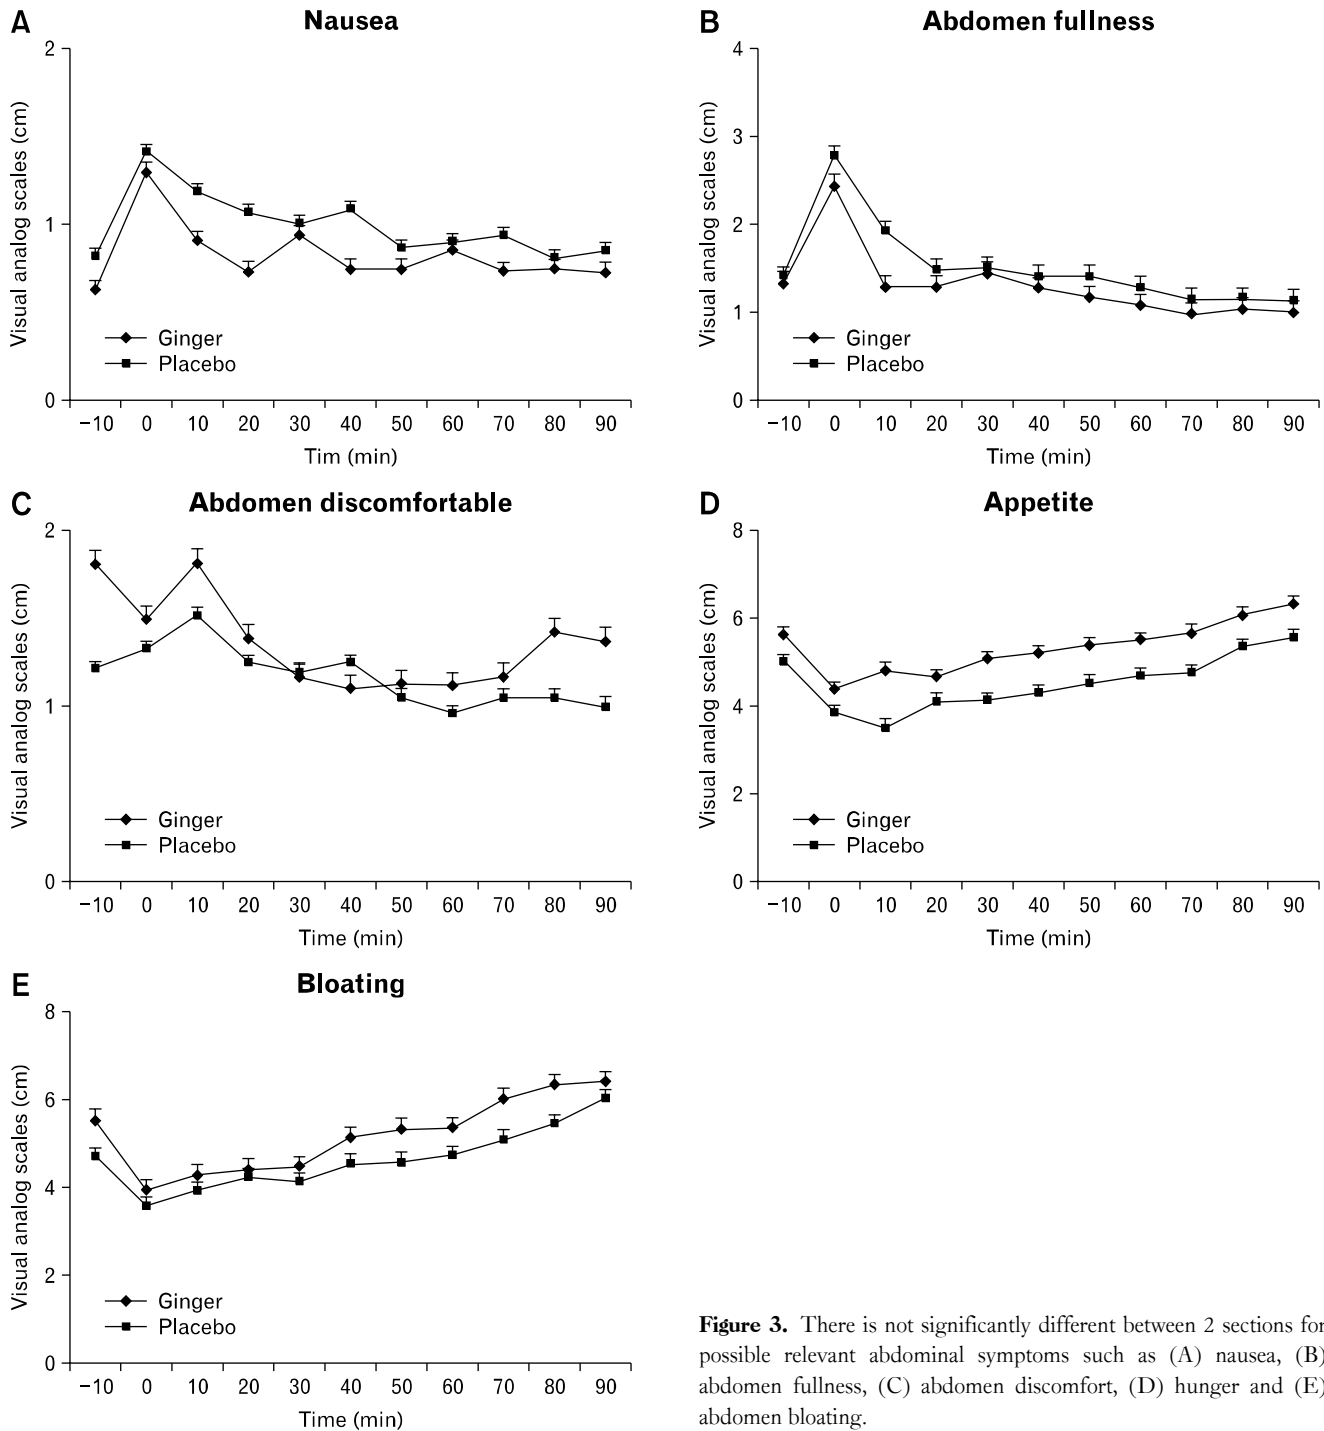 A Nausea
2
1
0
Visual analog scales (cm)
Ginger
Placebo
−10 0 10 20 30 40 50 60 70 80 90
Tim (min)
B Abdomen fullness
4
3
2
1
0
Visual analog scales (cm)
Ginger
Placebo
−10 0 10 20 30 40 50 60 70 80 90
Time (min)
C Abdomen discomfortable
2
1
0
Visual analog scales (cm)
Ginger
Placebo
−10 0 10 20 30 40 50 60 70 80 90
Time (min)
D Appetite
8
6
4
2
0
Visual analog scales (cm)
Ginger
Placebo
−10 0 10 20 30 40 50 60 70 80 90
Time (min)
E Bloating
8
6
4
2
0
Visual analog scales (cm)
Ginger
Placebo
−10 0 10 20 30 40 50 60 70 80 90
Time (min)
Figure 3. There is not significantly different between 2 sections for
possible relevant abdominal symptoms such as (A) nausea, (B)
abdomen fullness, (C) abdomen discomfort, (D) hunger and (E)
abdomen bloating.